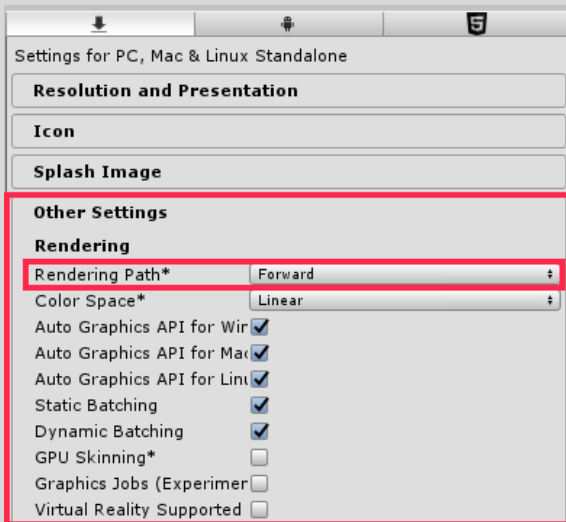 Settings for PC, Mac & Linux Standalone
Resolution and Presentation
Icon
Splash Image
Other Settings
Rendering
Rendering Path* Forward
Color Space* Linear
Auto Graphics API for Win
Auto Graphics API for Mac
Auto Graphics API for Linu
Static Batching
Dynamic Batching
GPU Skinning*
Graphics Jobs (Experimen
Virtual Reality Supported